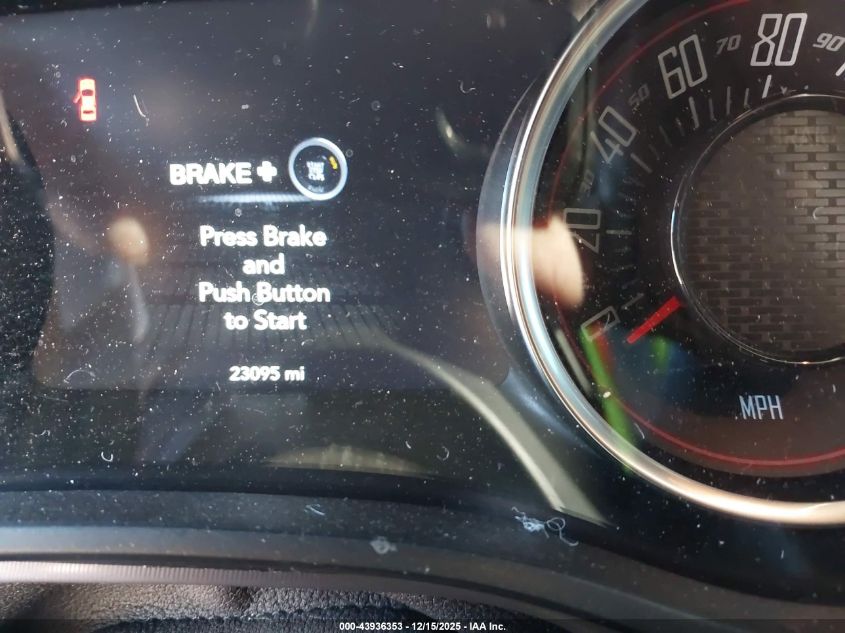 BRAKE +
Press Brake
and
Push Button
to Start
23095 mi
0
20
40
50
60
70
80
90
MPH
000-43936353 - 12/15/2025 - IAA Inc.